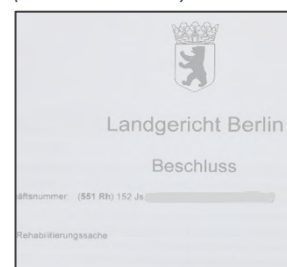 Landgericht Berlin
Beschluss
äftsnummer: (551 Rh) 152 Js
Rehabilitierungssache